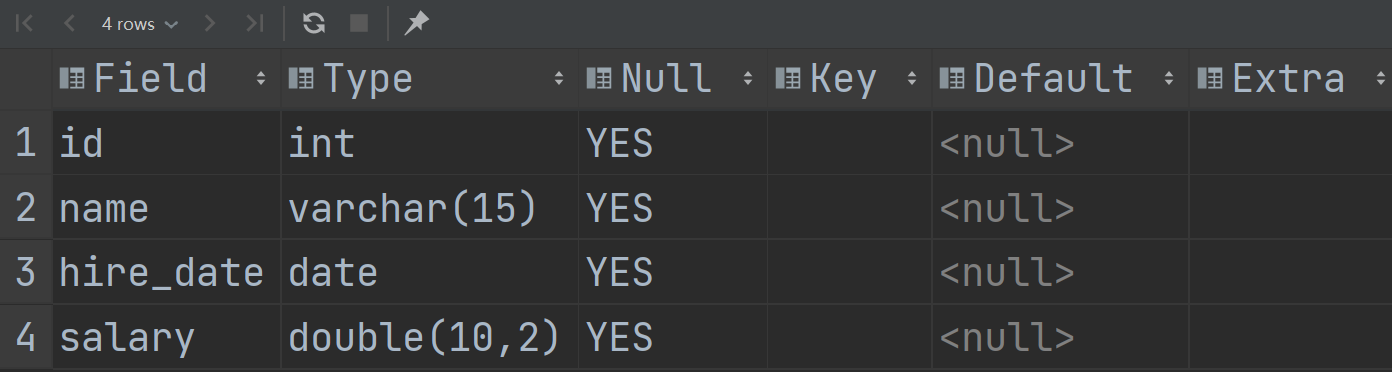 4 rows
Field Type Null Key Default Extra
1 id int YES <null>
2 name varchar(15) YES <null>
3 hire_date date YES <null>
4 salary double(10,2) YES <null>